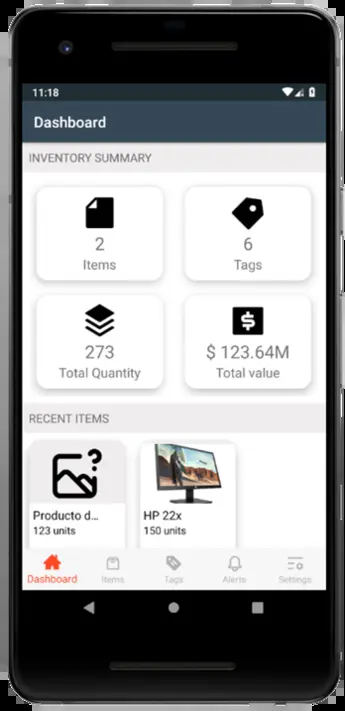 11:18
Dashboard
INVENTORY SUMMARY
2
Items
6
Tags
273
Total Quantity
$ 123.64M
Total value
RECENT ITEMS
Producto d...
123 units
HP 22x
150 units
Dashboard
Items
Tags
Alerts
Settings